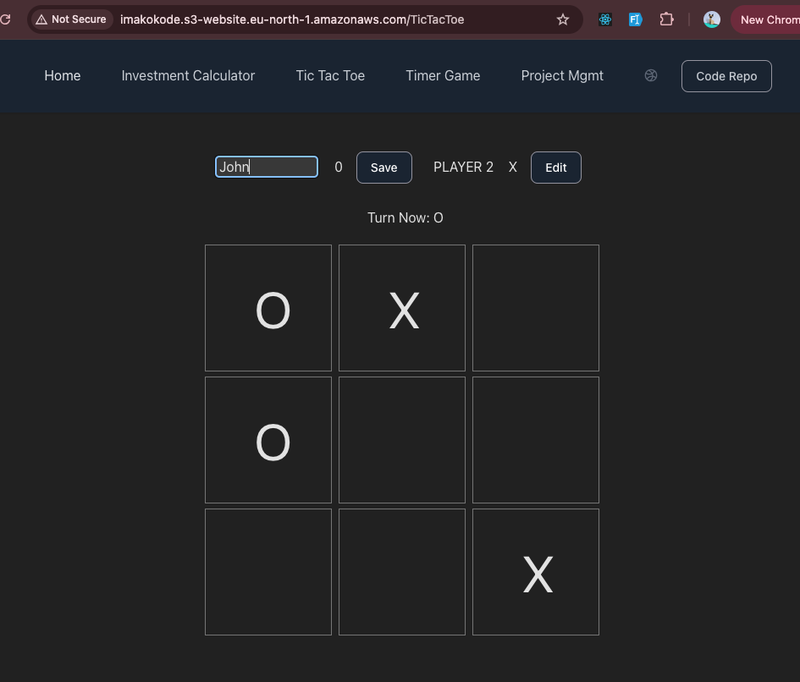 Not Secure imakokode.s3-website.eu-north-1.amazonaws.com/TicTacToe New Chrom
Home Investment Calculator Tic Tac Toe Timer Game Project Mgmt Code Repo
John 0 Save PLAYER 2 X Edit
Turn Now: O
O X
O
X